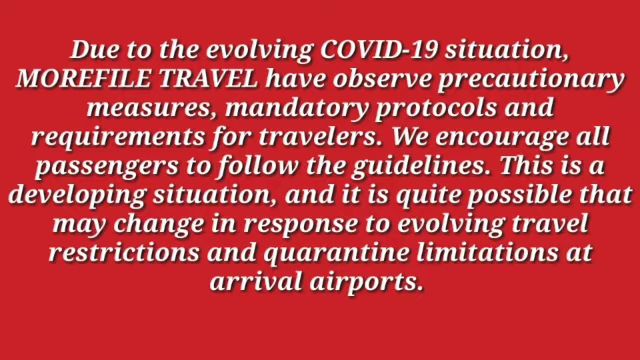 Due to the evolving COVID-19 situation,
MOREFILE TRAVEL have observe precautionary
measures, mandatory protocols and
requirements for travelers. We encourage all
passengers to follow the guidelines. This is a
developing situation, and it is quite possible that
may change in response to evolving travel
restrictions and quarantine limitations at
arrival airports.